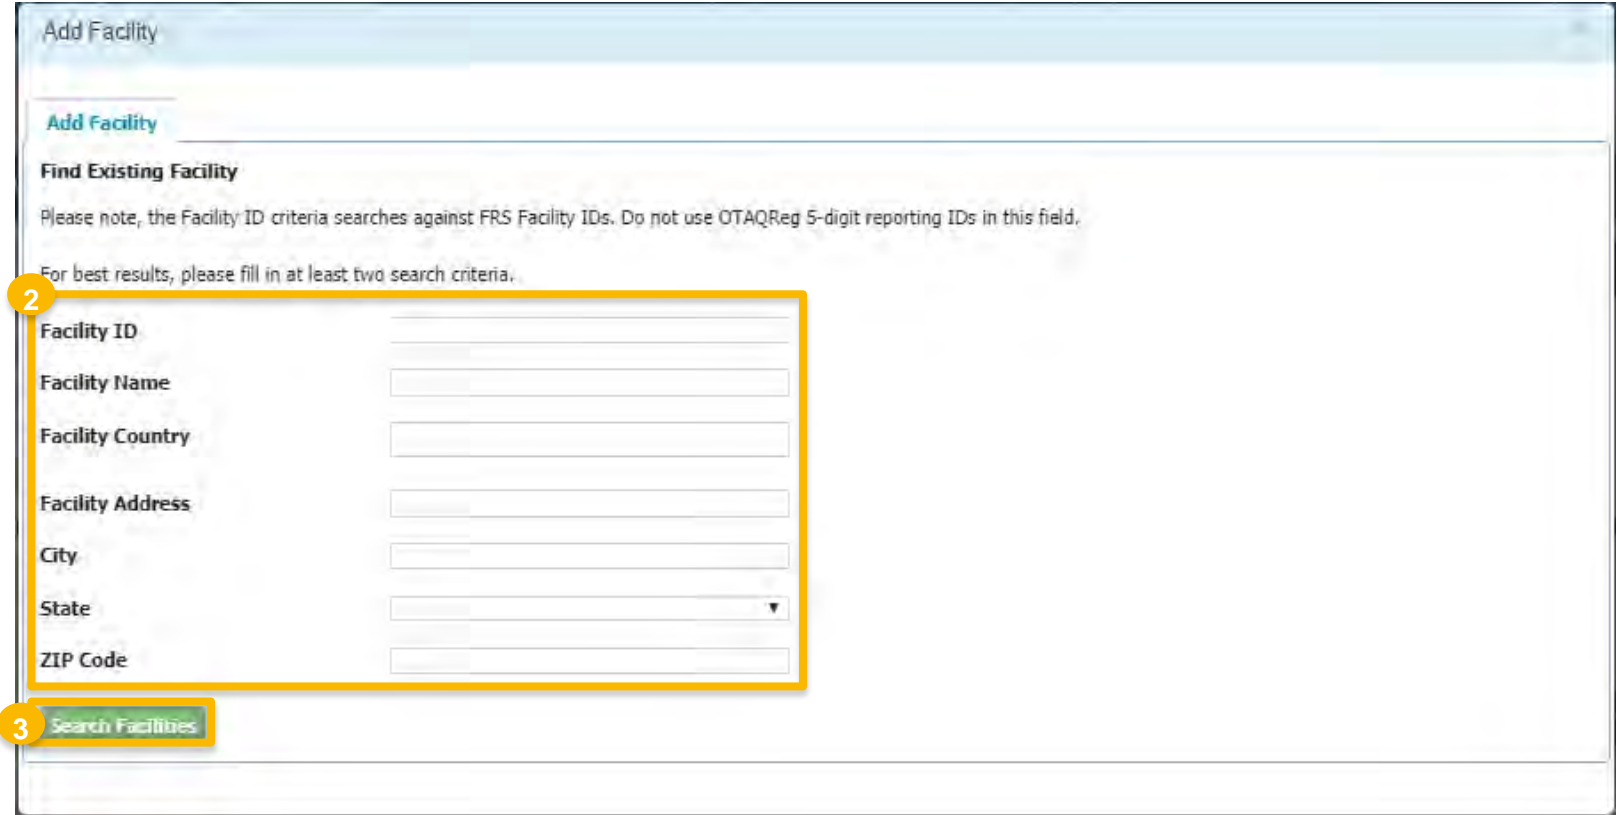 Add Facility
Add Facility
Find Existing Facility
Please note, the Facility ID criteria searches against FRS Facility IDs. Do not use OTAQReg 5-digit reporting IDs in this field.
For best results, please fill in at least two search criteria.
2
Facility ID
Facility Name
Facility Country
Facility Address
City
State
ZIP Code
3
Search Facilities